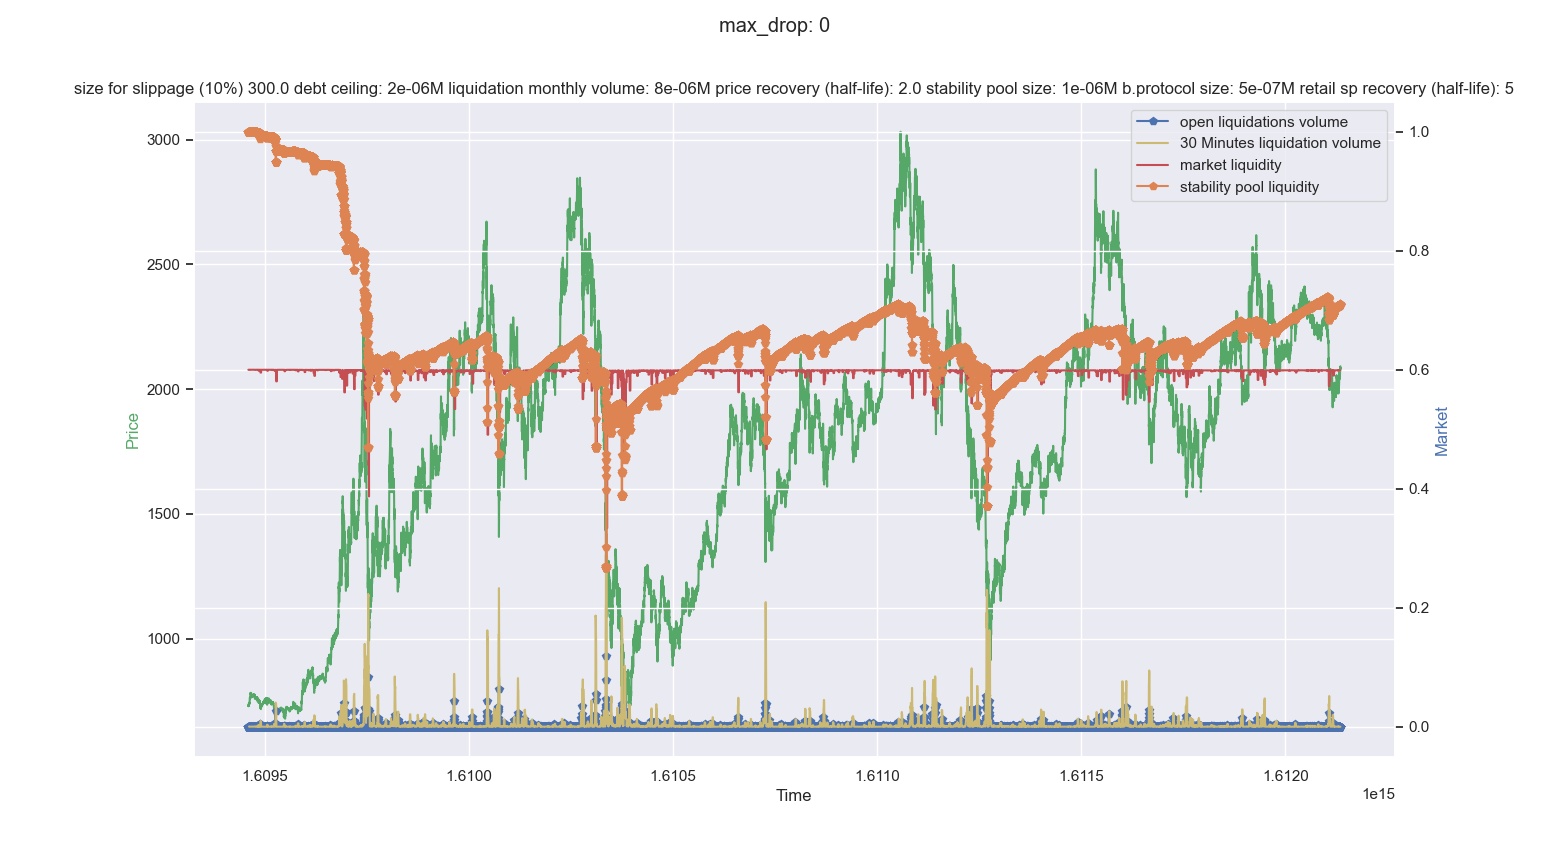 max_drop: 0
size for slippage (10%) 300.0 debt ceiling: 2e-06M liquidation monthly volume: 8e-06M price recovery (half-life): 2.0 stability pool size: 1e-06M b.protocol size: 5e-07M retail sp recovery (half-life): 5
open liquidations volume
30 Minutes liquidation volume
market liquidity
stability pool liquidity
3000
2500
2000
1500
1000
Price
1.0
0.8
0.6
0.4
0.2
0.0
Market
1.6095 1.6100 1.6105 1.6110 1.6115 1.6120
Time
1e15